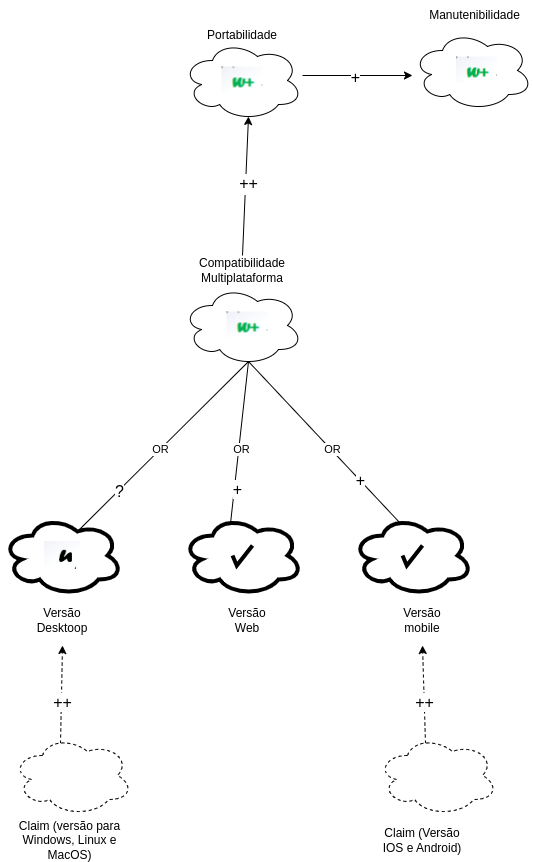 Manutenibilidade
Portabilidade
w+
w+
+
++
Compatibilidade
Multiplataforma
w+
OR
OR
OR
?
+
+
u
✓
✓
Versão
Desktoop
Versão
Web
Versão
mobile
++
++
Claim (versão para
Windows, Linux e
MacOS)
Claim (Versão
IOS e Android)